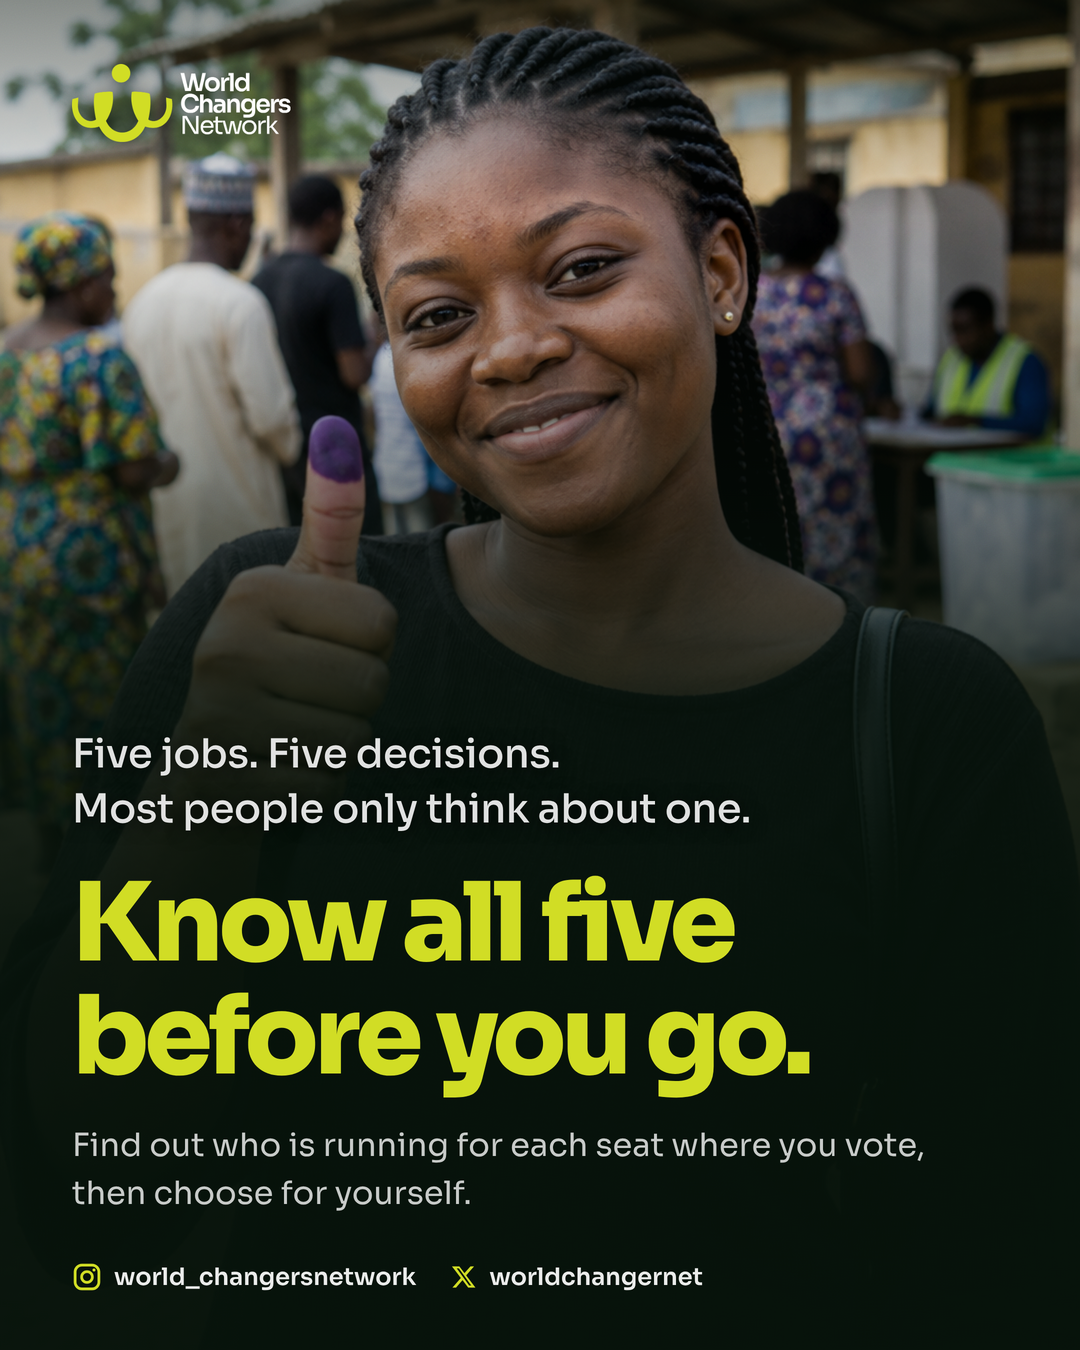 World
Changers
Network
Five jobs. Five decisions.
Most people only think about one.
Know all five
before you go.
Find out who is running for each seat where you vote,
then choose for yourself.
world_changersnetwork
worldchangernet